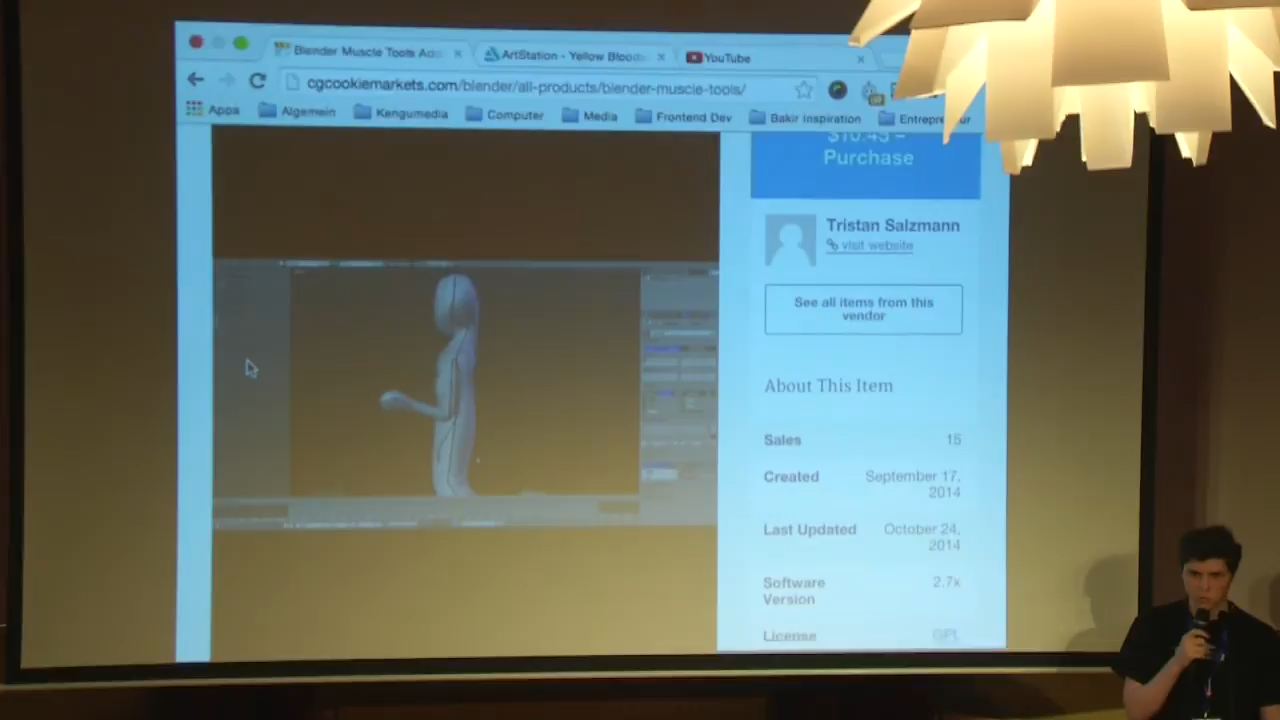 Blender Muscle Tools
ArtStation - Yellow
YouTube
cgcookiemarkets.com/blender/all-products/blender-muscle-tools/
Apps
Algemein
Kengumedia
Computer
Media
Frontend Dev
Bakir Inspiration
Purchase
Tristan Salzmann
visit website
See all items from this
vendor
About This Item
Sales 15
Created September 17,
2014
Last Updated October 24,
2014
Software 2.7x
Version
License GPL